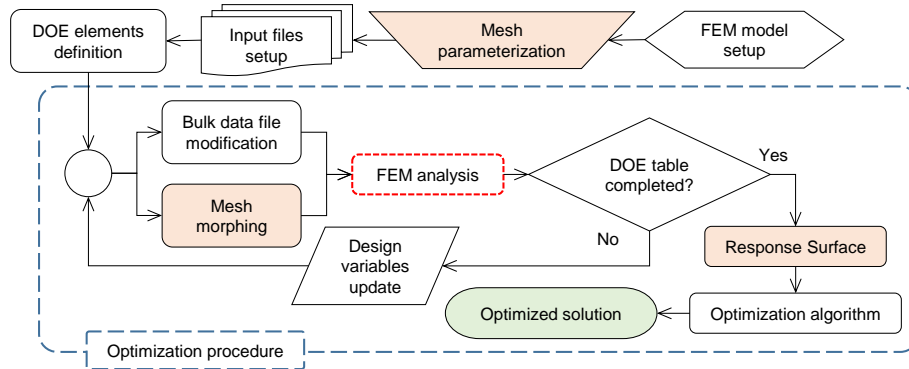 DOE elements
definition
Input files
setup
Mesh
parameterization
FEM model
setup
Bulk data file
modification
Mesh
morphing
FEM analysis
DOE table
completed?
Yes
No
Design
variables
update
Response Surface
Optimization algorithm
Optimized solution
Optimization procedure